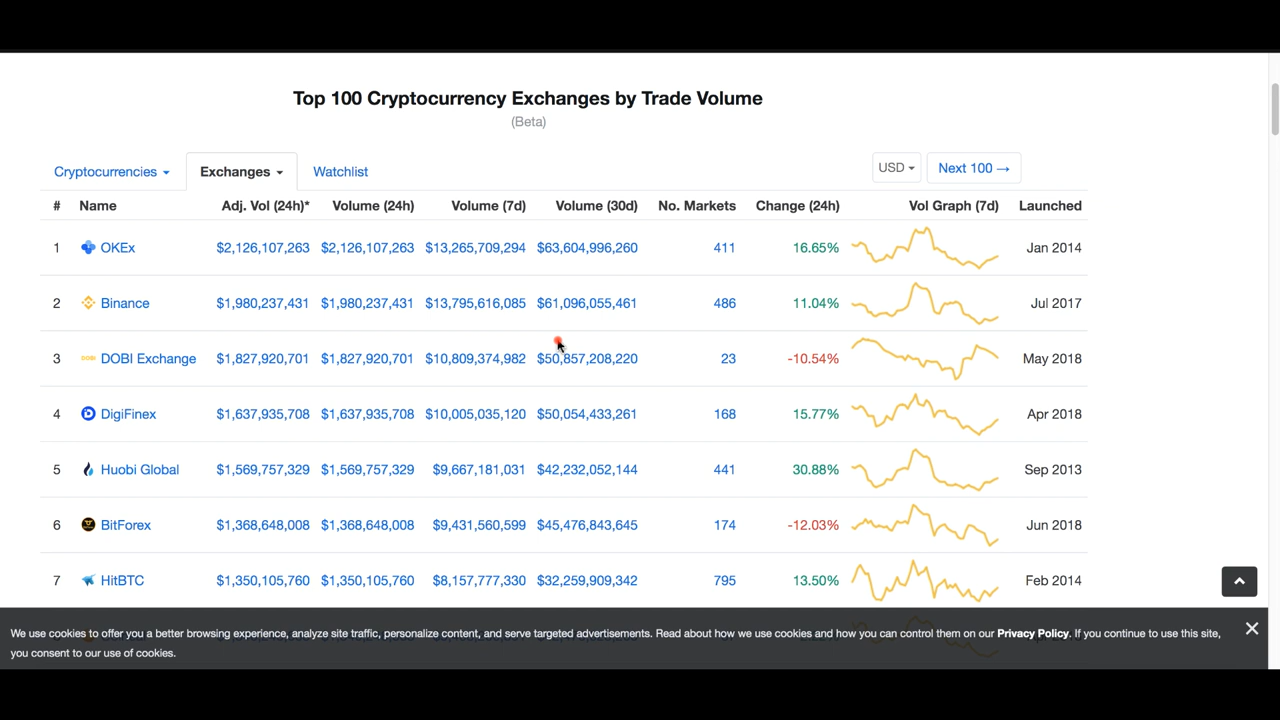 Top 100 Cryptocurrency Exchanges by Trade Volume
(Beta)
Cryptocurrencies Exchanges Watchlist USD Next 100 →
# Name Adj. Vol (24h)* Volume (24h) Volume (7d) Volume (30d) No. Markets Change (24h) Vol Graph (7d) Launched
1 OKEx $2,126,107,263 $2,126,107,263 $13,265,709,294 $63,604,996,260 411 16.65% Jan 2014
2 Binance $1,980,237,431 $1,980,237,431 $13,795,616,085 $61,096,055,461 486 11.04% Jul 2017
3 DOBI Exchange $1,827,920,701 $1,827,920,701 $10,809,374,982 $50,857,208,220 23 -10.54% May 2018
4 DigiFinex $1,637,935,708 $1,637,935,708 $10,005,035,120 $50,054,433,261 168 15.77% Apr 2018
5 Huobi Global $1,569,757,329 $1,569,757,329 $9,667,181,031 $42,232,052,144 441 30.88% Sep 2013
6 BitForex $1,368,648,008 $1,368,648,008 $9,431,560,599 $45,476,843,645 174 -12.03% Jun 2018
7 HitBTC $1,350,105,760 $1,350,105,760 $8,157,777,330 $32,259,909,342 795 13.50% Feb 2014
We use cookies to offer you a better browsing experience, analyze site traffic, personalize content, and serve targeted advertisements. Read about how we use cookies and how you can control them on our Privacy Policy. If you continue to use this site,
you consent to our use of cookies.